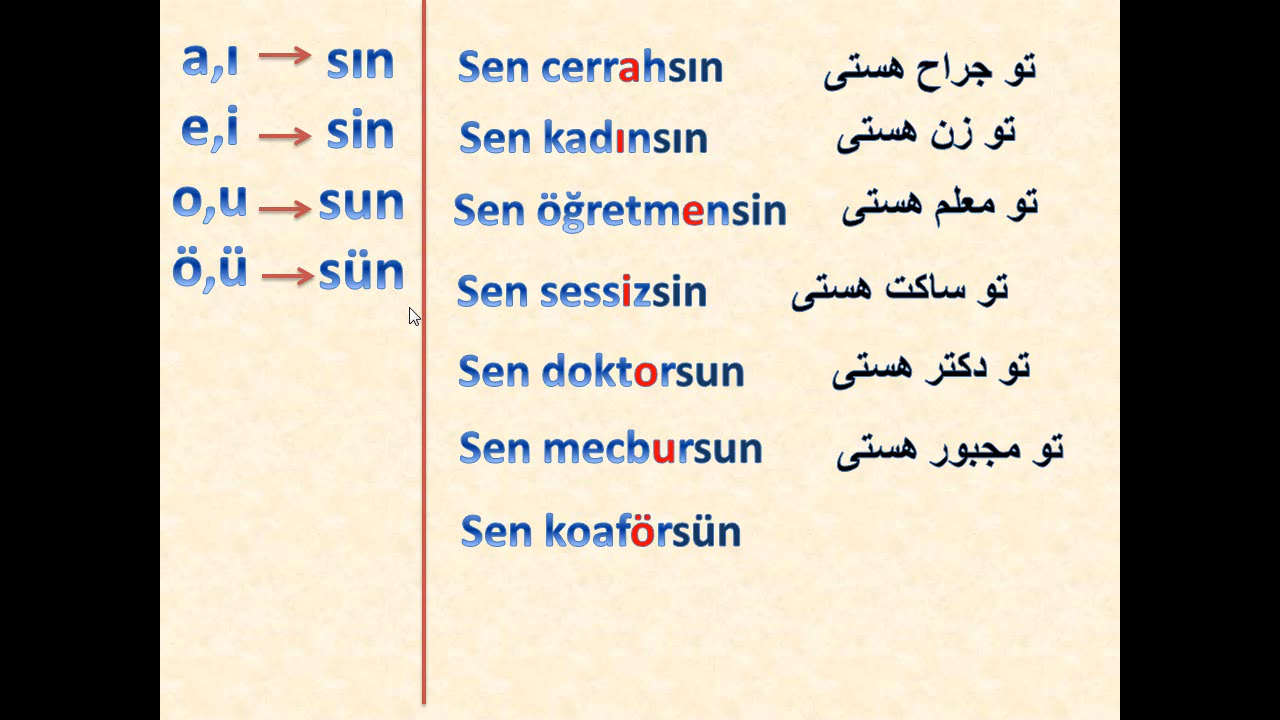 a,ı → sın
e,i → sin
o,u → sun
ö,ü → sün
Sen cerrahsın تو جراح هستی
Sen kadınsın تو زن هستی
Sen öğretmensin تو معلم هستی
Sen sessizsin تو ساکت هستی
Sen doktorsun تو دکتر هستی
Sen mecbursun تو مجبور هستی
Sen koaförsün